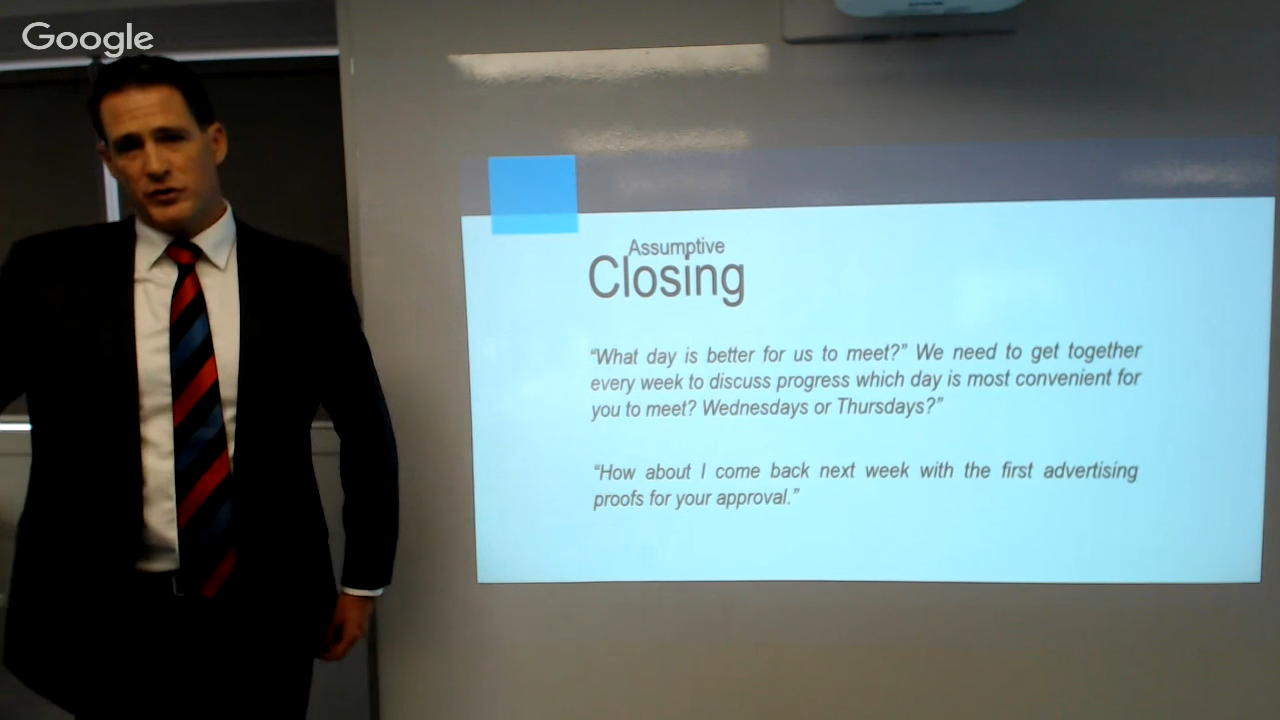 Google
Assumptive
Closing
“What day is better for us to meet?” We need to get together
every week to discuss progress which day is most convenient for
you to meet? Wednesdays or Thursdays?”
“How about I come back next week with the first advertising
proofs for your approval.”